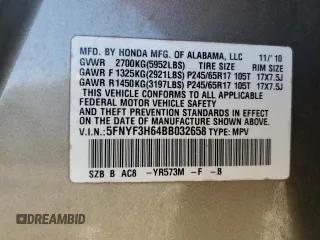 MFD. BY HONDA MFG. OF ALABAMA, LLC 11/'10
GVWR 2700KG(5952LBS) TIRE SIZE RIM SIZE
GAWR F 1325KG(2921LBS) P245/65R17 105T 17X7.5J
GAWR R1450KG(3197LBS) P245/65R17 105T 17X7.5J
THIS VEHICLE CONFORMS TO ALL APPLICABLE
FEDERAL MOTOR VEHICLE SAFETY AND THEFT
PREVENTION STANDARDS IN EFFECT ON THE
DATE OF MANUFACTURE SHOWN ABOVE.
V.I.N.: 5FNYF3H64BB032658 TYPE: MPV
SZB B AC8 -YR573M -F -B
DREAMBID